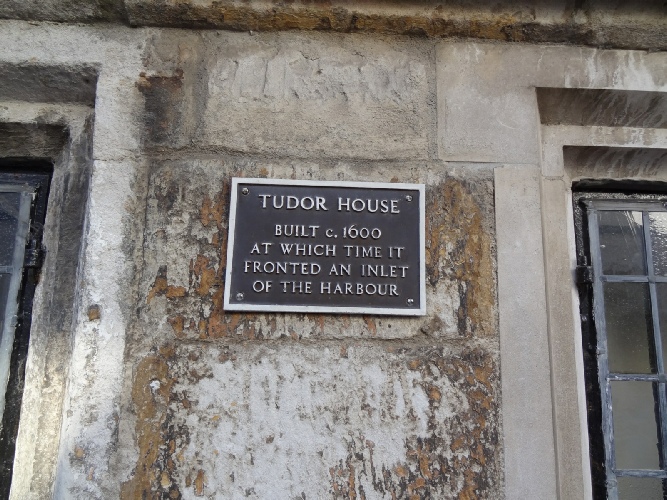 TUDOR HOUSE
BUILT c. 1600
AT WHICH TIME IT
FRONTED AN INLET
OF THE HARBOUR